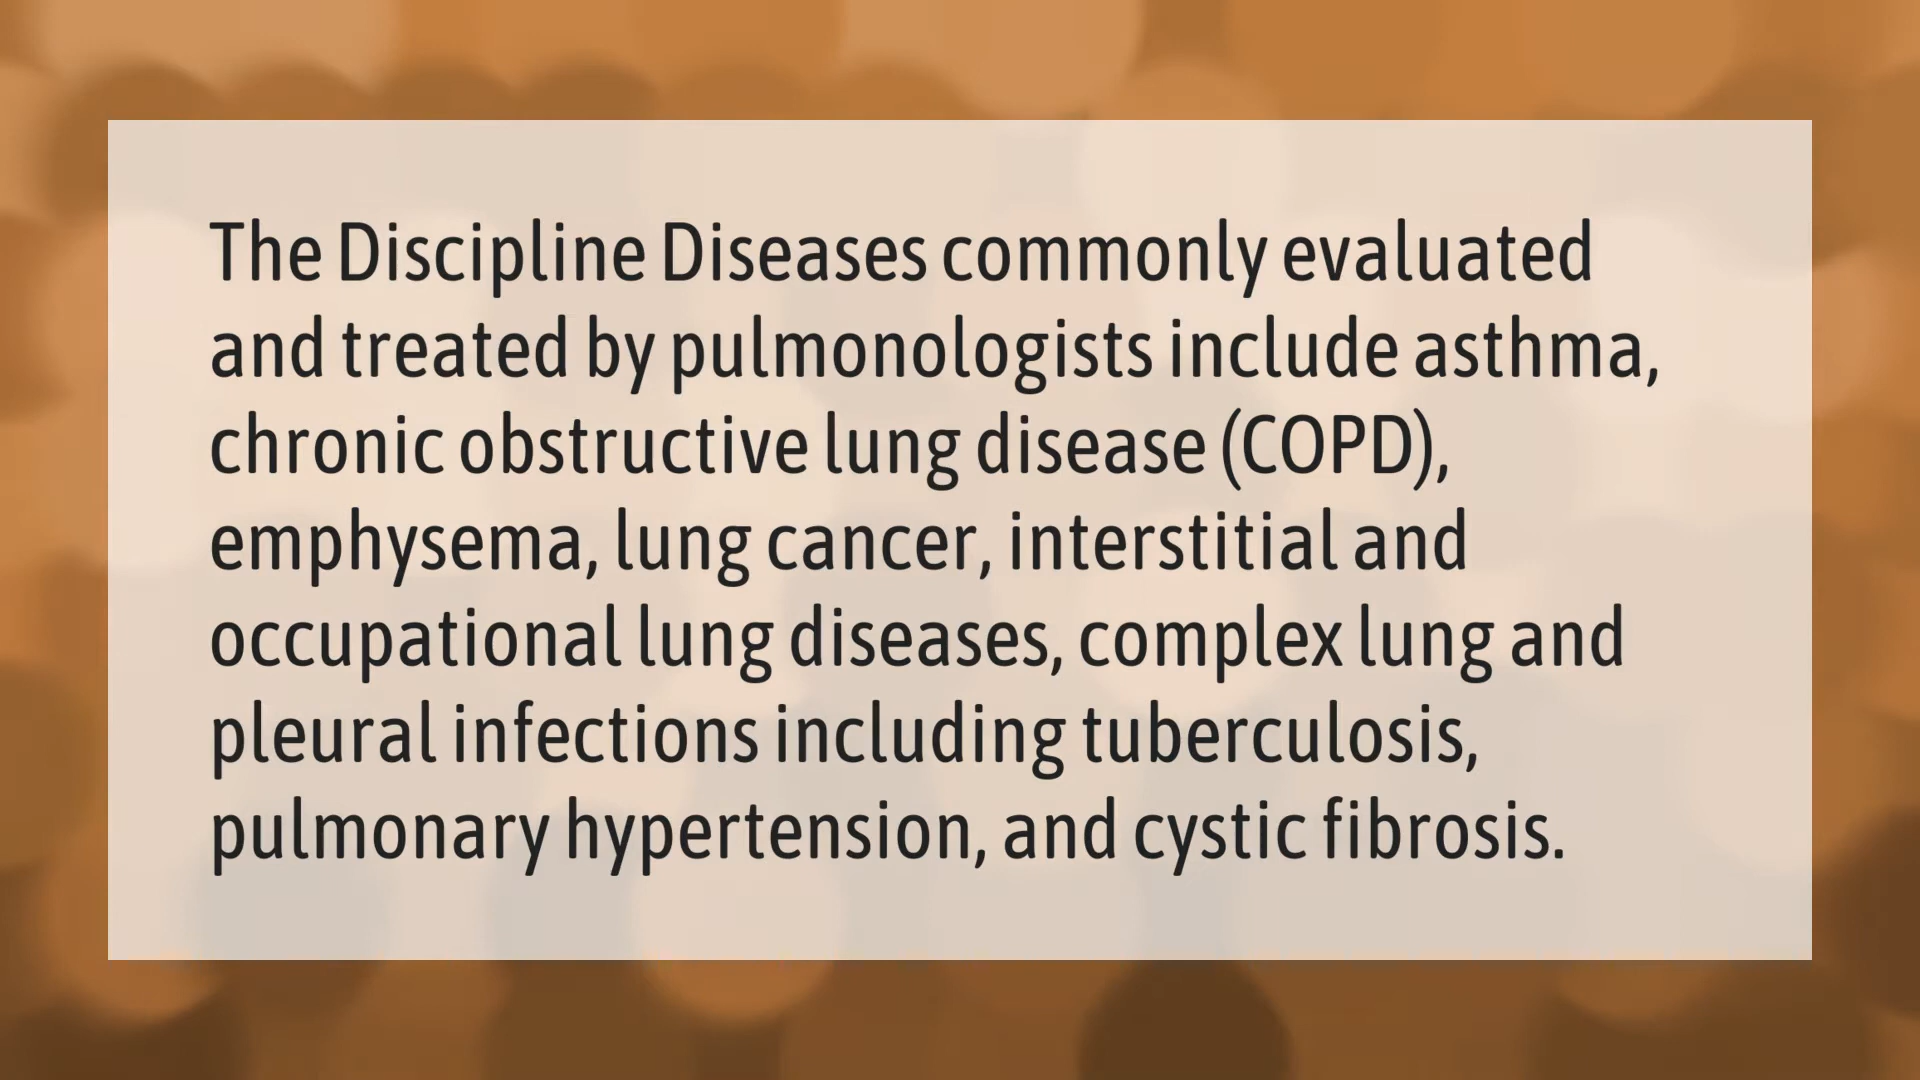 The Discipline Diseases commonly evaluated
and treated by pulmonologists include asthma,
chronic obstructive lung disease (COPD),
emphysema, lung cancer, interstitial and
occupational lung diseases, complex lung and
pleural infections including tuberculosis,
pulmonary hypertension, and cystic fibrosis.